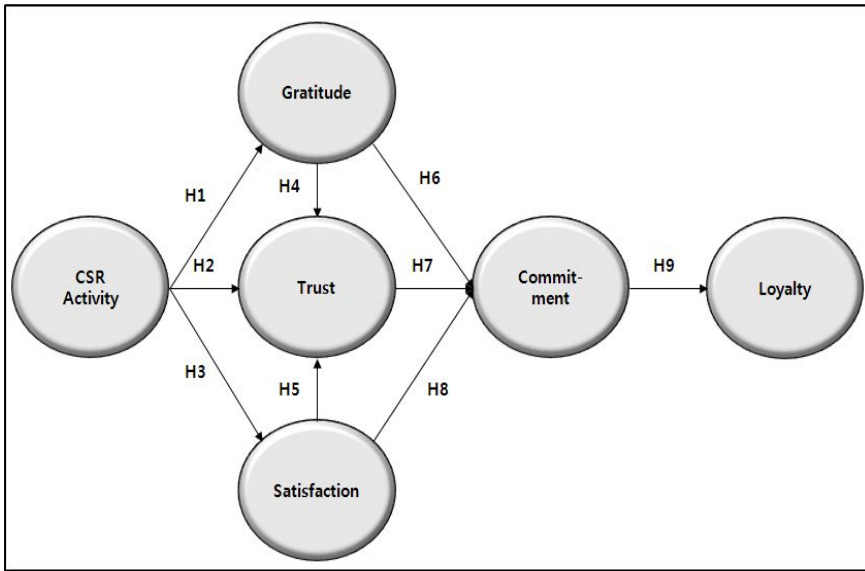 Gratitude
H1
H4
H6
CSR
Activity
H2
Trust
H7
Commit-
ment
H9
Loyalty
H3
H5
H8
Satisfaction